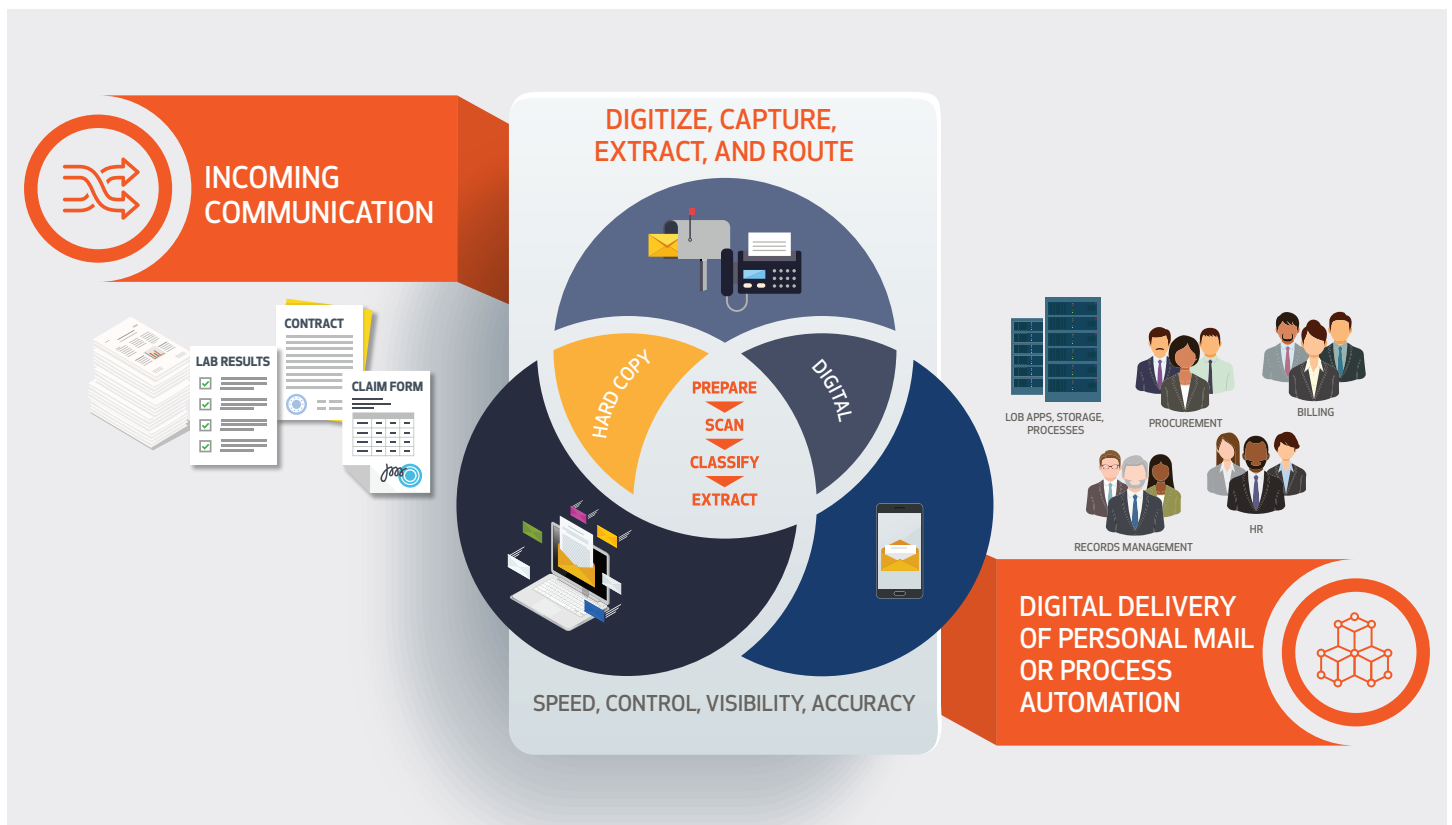 INCOMING
COMMUNICATION
LAB RESULTS
CONTRACT
CLAIM FORM
DIGITIZE, CAPTURE,
EXTRACT, AND ROUTE
HARD COPY
DIGITAL
PREPARE
SCAN
CLASSIFY
EXTRACT
SPEED, CONTROL, VISIBILITY, ACCURACY
LOB APPS, STORAGE,
PROCESSES
PROCUREMENT
BILLING
RECORDS MANAGEMENT
HR
DIGITAL DELIVERY
OF PERSONAL MAIL
OR PROCESS
AUTOMATION